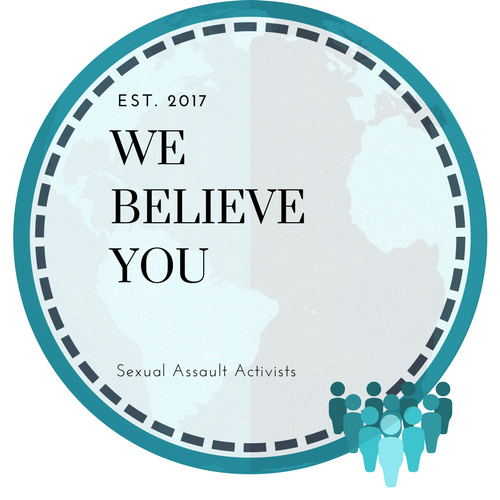 EST. 2017
WE
BELIEVE
YOU
Sexual Assault Activists